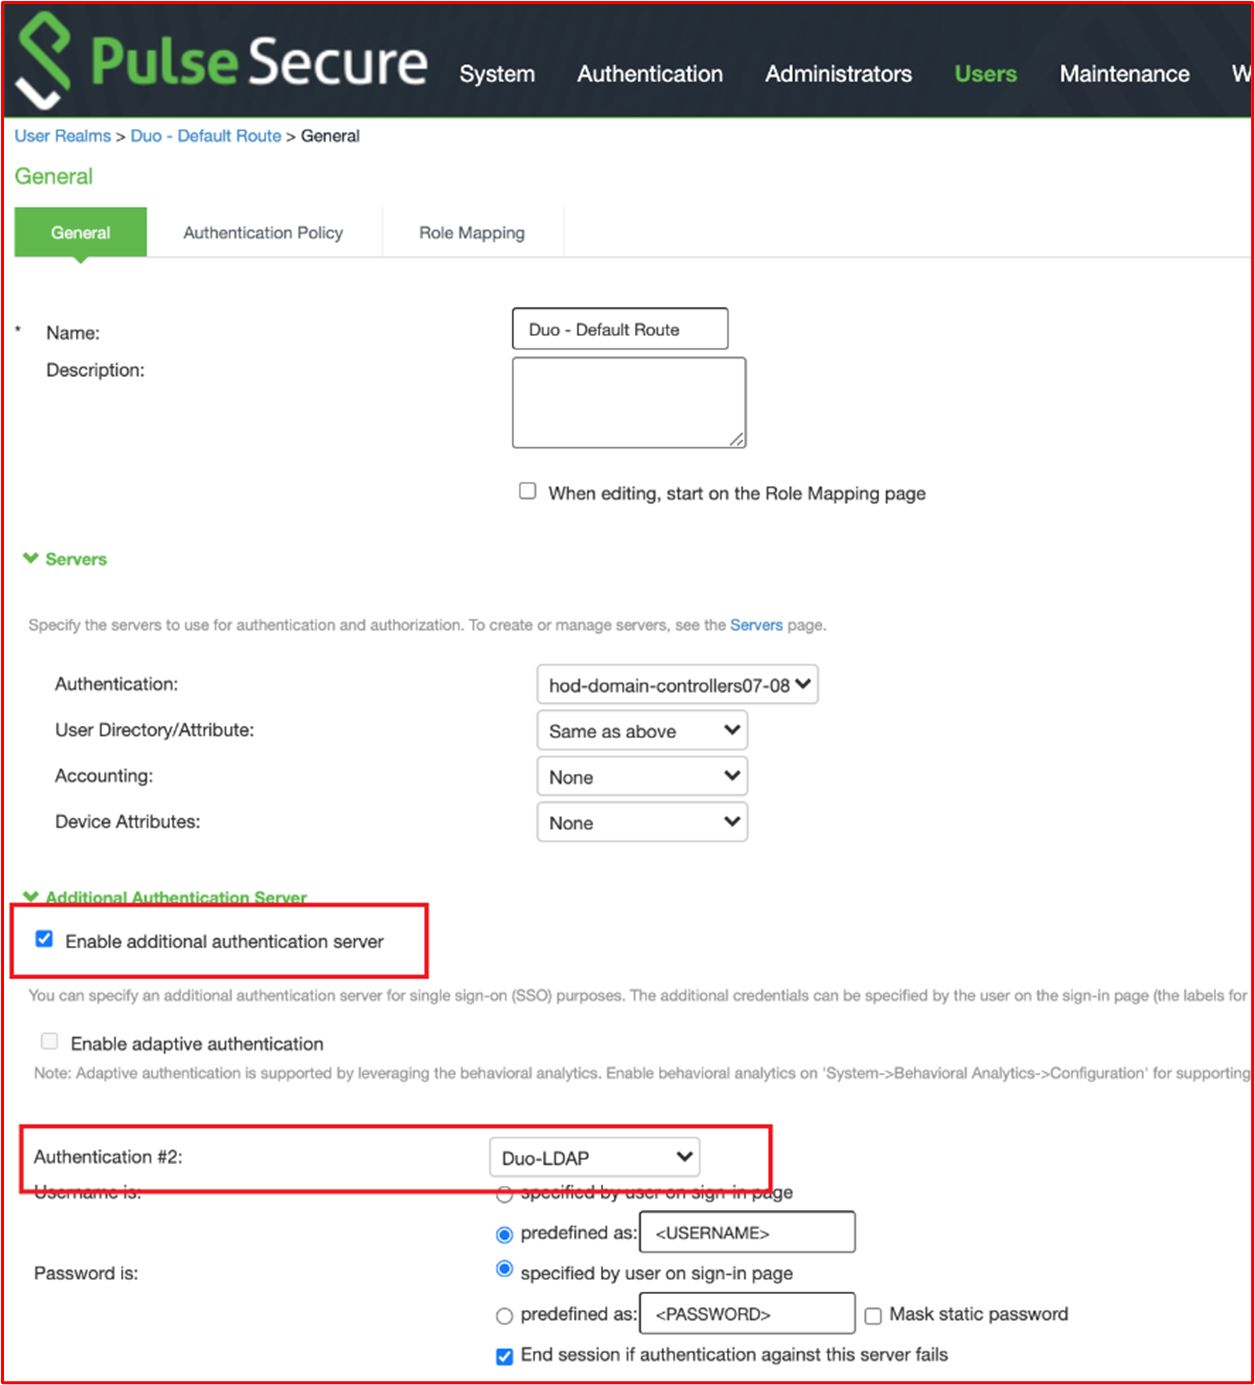 Pulse Secure System Authentication Administrators Users Maintenance W
User Realms > Duo - Default Route > General
General
General Authentication Policy Role Mapping
* Name: Duo - Default Route
Description:
When editing, start on the Role Mapping page
Servers
Specify the servers to use for authentication and authorization. To create or manage servers, see the Servers page.
Authentication: hod-domain-controllers07-08
User Directory/Attribute: Same as above
Accounting: None
Device Attributes: None
Additional Authentication Server
Enable additional authentication server
You can specify an additional authentication server for single sign-on (SSO) purposes. The additional credentials can be specified by the user on the sign-in page (the labels for
Enable adaptive authentication
Note: Adaptive authentication is supported by leveraging the behavioral analytics. Enable behavioral analytics on 'System->Behavioral Analytics->Configuration' for supporting
Authentication #2: Duo-LDAP
Username is: specified by user on sign-in page
predefined as: <USERNAME>
Password is: specified by user on sign-in page
predefined as: <PASSWORD> Mask static password
End session if authentication against this server fails